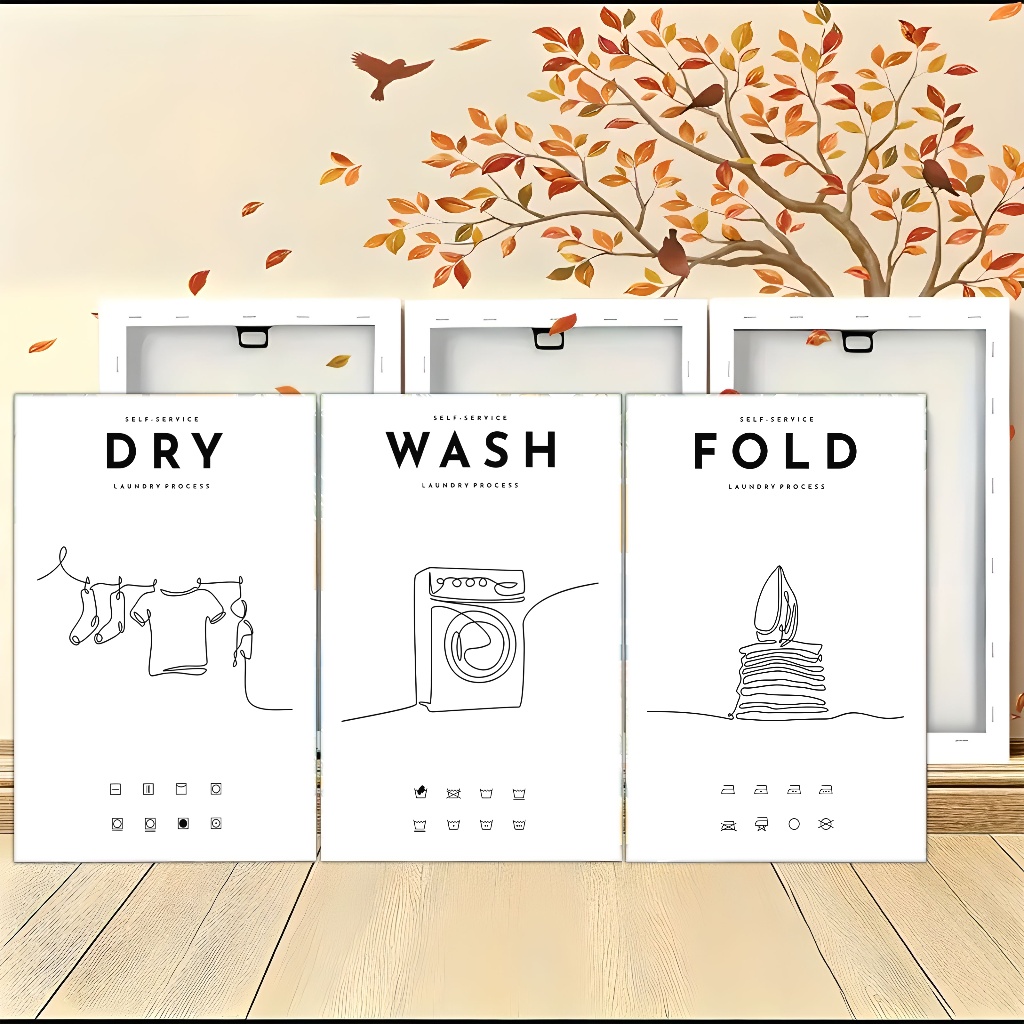 SELF-SERVICE
DRY
LAUNDRY PROCESS
SELF-SERVICE
WASH
LAUNDRY PROCESS
SELF-SERVICE
FOLD
LAUNDRY PROCESS